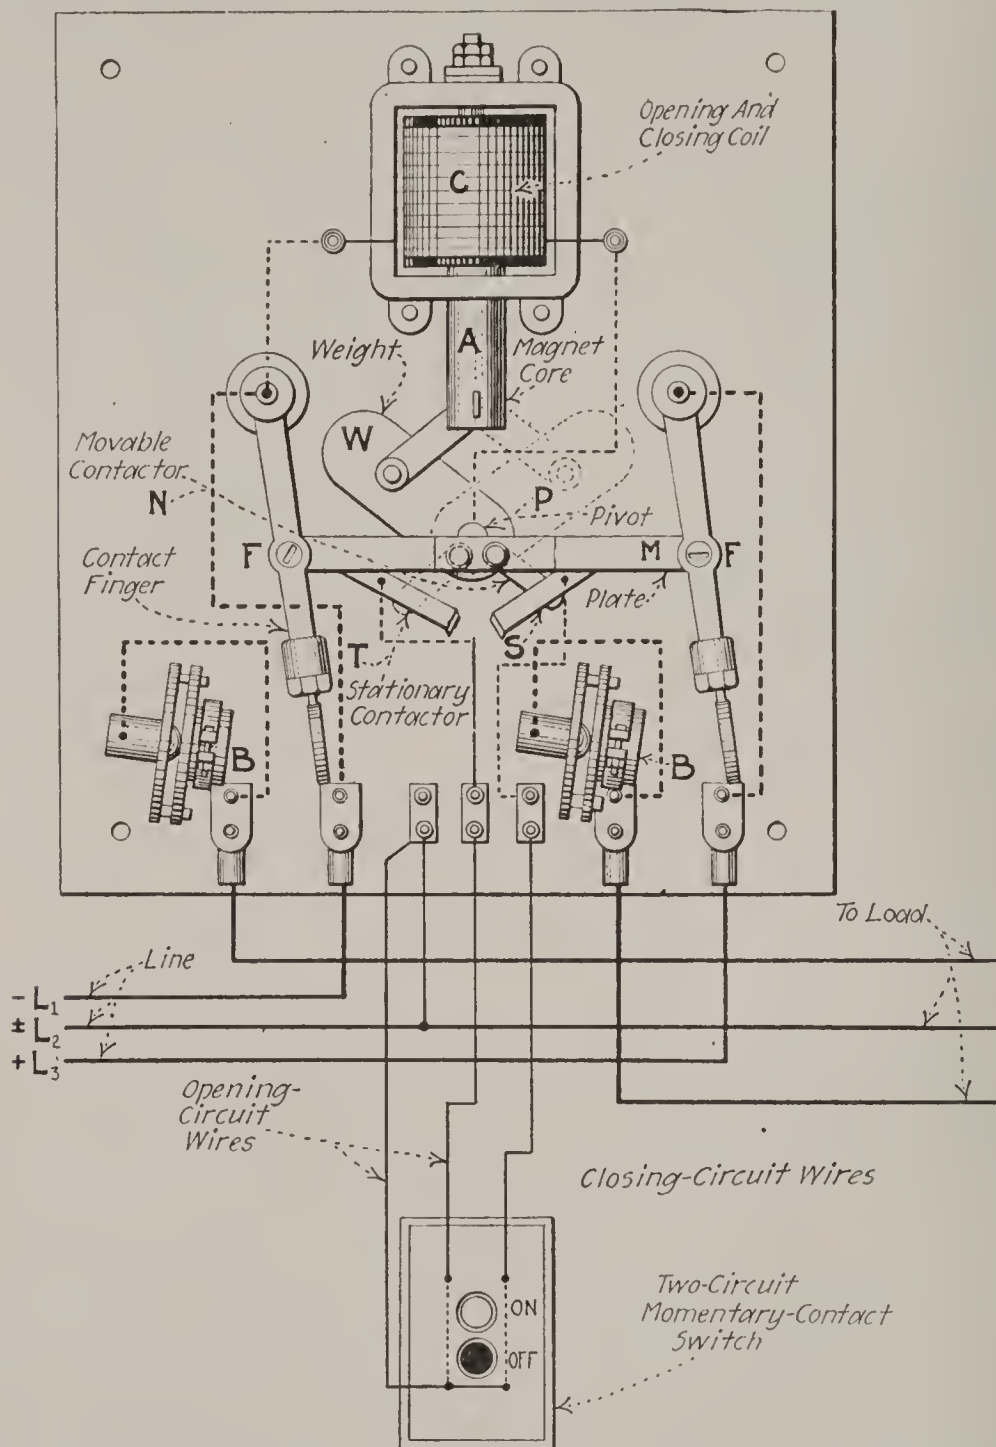 Opening And
Closing Coil
C
A
Weight
Magnet
Core
W
Movable
Contactor
N
P
Pivot
F
M
F
Contact
Finger
Plate
T
S
Stationary
Contactor
B
B
To Load
Line
- L₁
± L₂
+ L₃
Opening-
Circuit
Wires
Closing-Circuit Wires
Two-Circuit
Momentary-Contact
Switch
ON
OFF